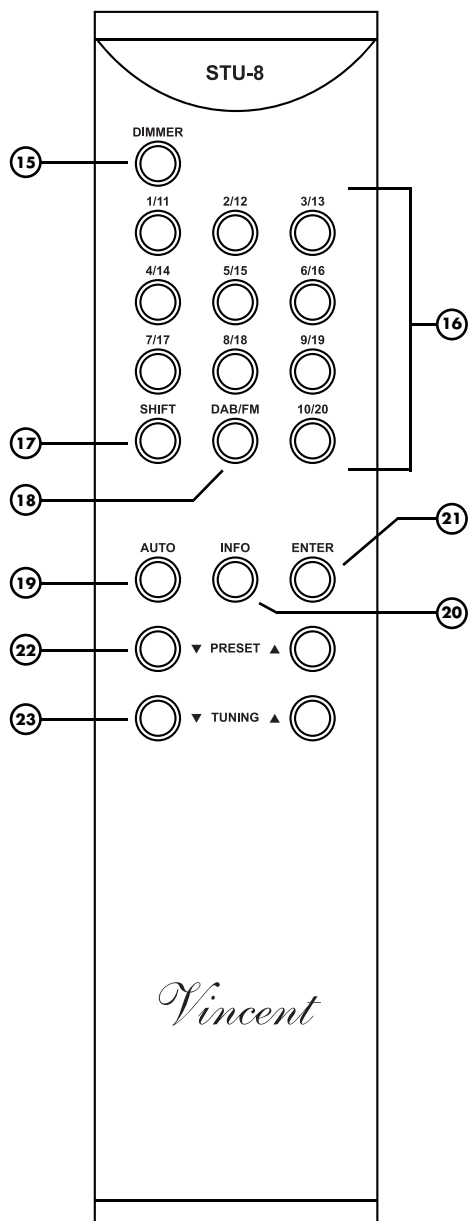 STU-8
DIMMER
15
1/11 2/12 3/13
4/14 5/15 6/16
16
7/17 8/18 9/19
SHIFT DAB/FM 10/20
17
18
21
AUTO INFO ENTER
19
20
22 ▼ PRESET ▲
23 ▼ TUNING ▲
Vincent